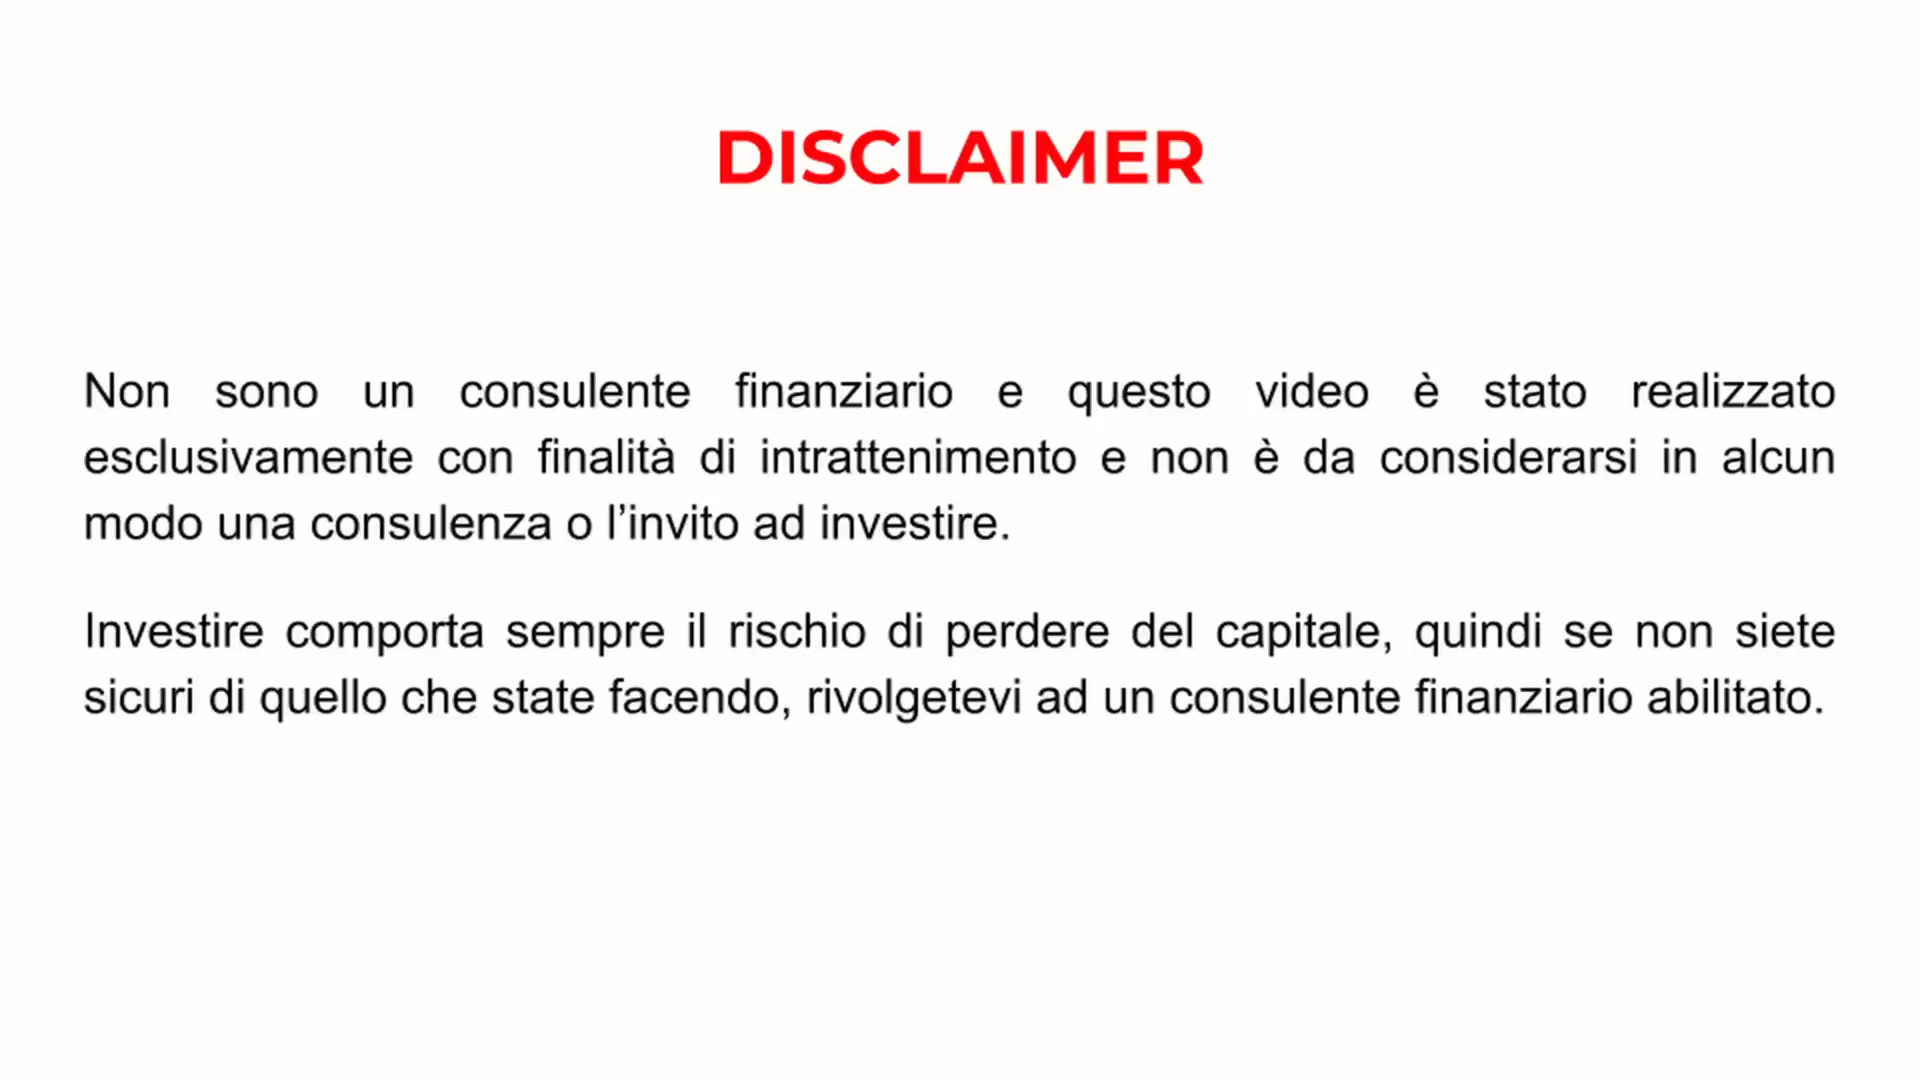 DISCLAIMER
Non sono un consulente finanziario e questo video è stato realizzato
esclusivamente con finalità di intrattenimento e non è da considerarsi in alcun
modo una consulenza o l’invito ad investire.
Investire comporta sempre il rischio di perdere del capitale, quindi se non siete
sicuri di quello che state facendo, rivolgetevi ad un consulente finanziario abilitato.